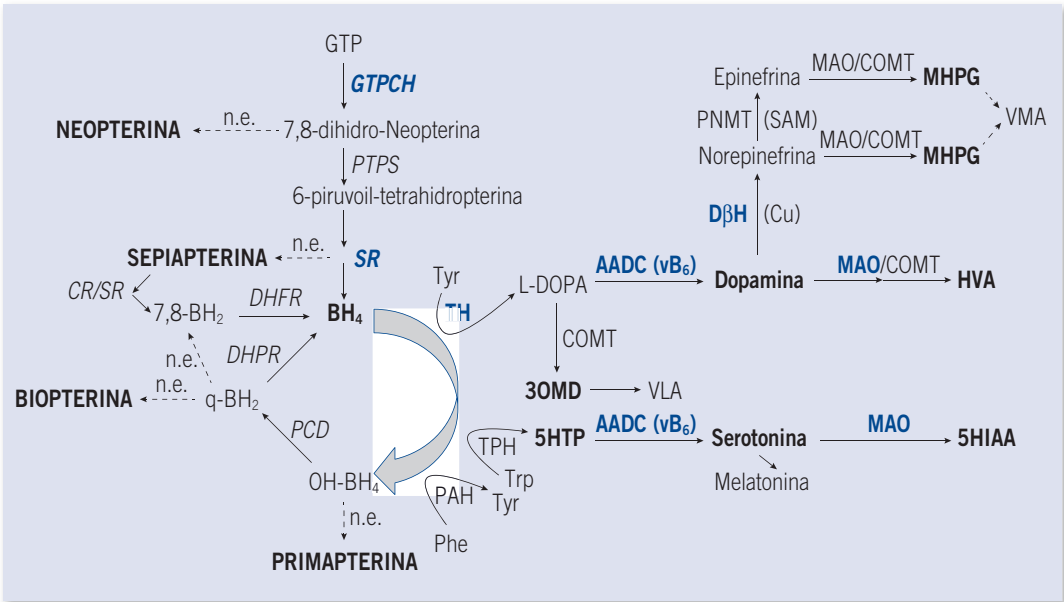 GTP
GTPCH
NEOPTERINA
n.e.
7,8-dihidro-Neopterina
PTPS
6-piruvoil-tetrahidropterina
SEPIAPTERINA
n.e.
SR
CR/SR
7,8-BH₂
DHFR
BH₄
n.e.
DHPR
BIOPTERINA
n.e.
q-BH₂
PCD
OH-BH₄
n.e.
PRIMAPTERINA
Tyr
TH
L-DOPA
AADC (vB₆)
Dopamina
MAO/COMT
HVA
DβH (Cu)
Norepinefrina
MAO/COMT
MHPG
PNMT (SAM)
Epinefrina
MAO/COMT
MHPG
VMA
COMT
3OMD
VLA
TPH
Trp
5HTP
AADC (vB₆)
Serotonina
MAO
5HIAA
Melatonina
PAH
Tyr
Phe